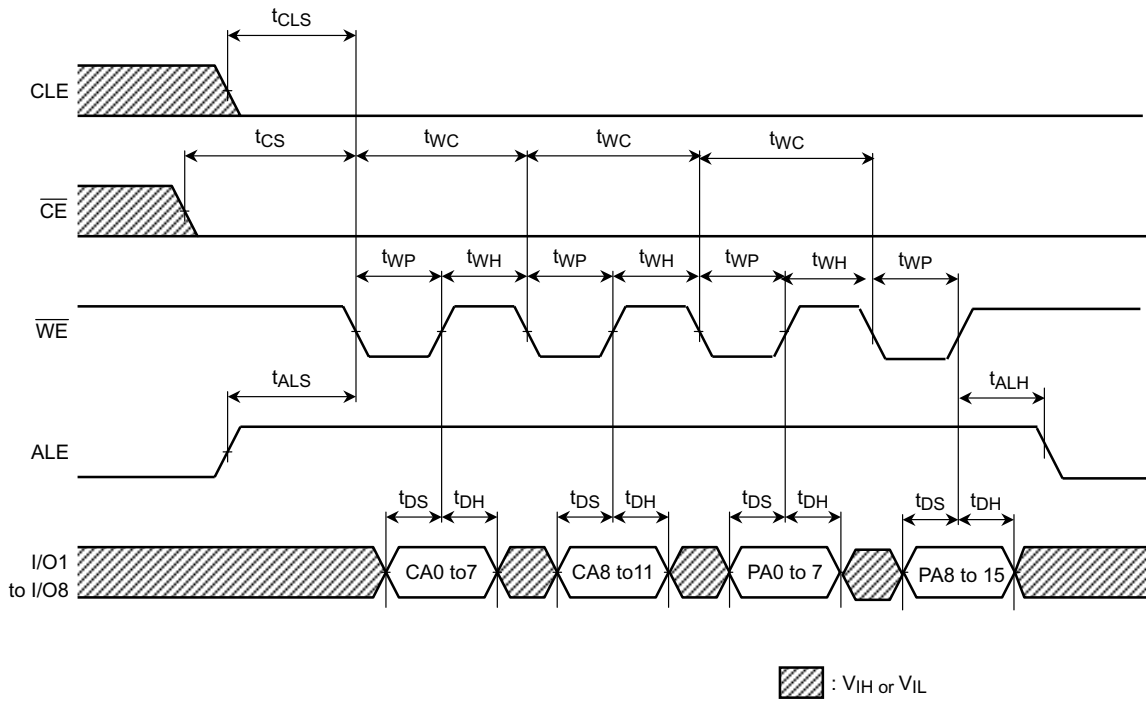 tCLS
CLE
tCS tWC tWC tWC
CE
tWP tWH tWP tWH tWP tWH tWP
WE
tALS tALH
ALE
tDS tDH tDS tDH tDS tDH tDS tDH
I/O1
to I/O8
CA0 to7 CA8 to11 PA0 to 7 PA8 to 15
: VIH or VIL